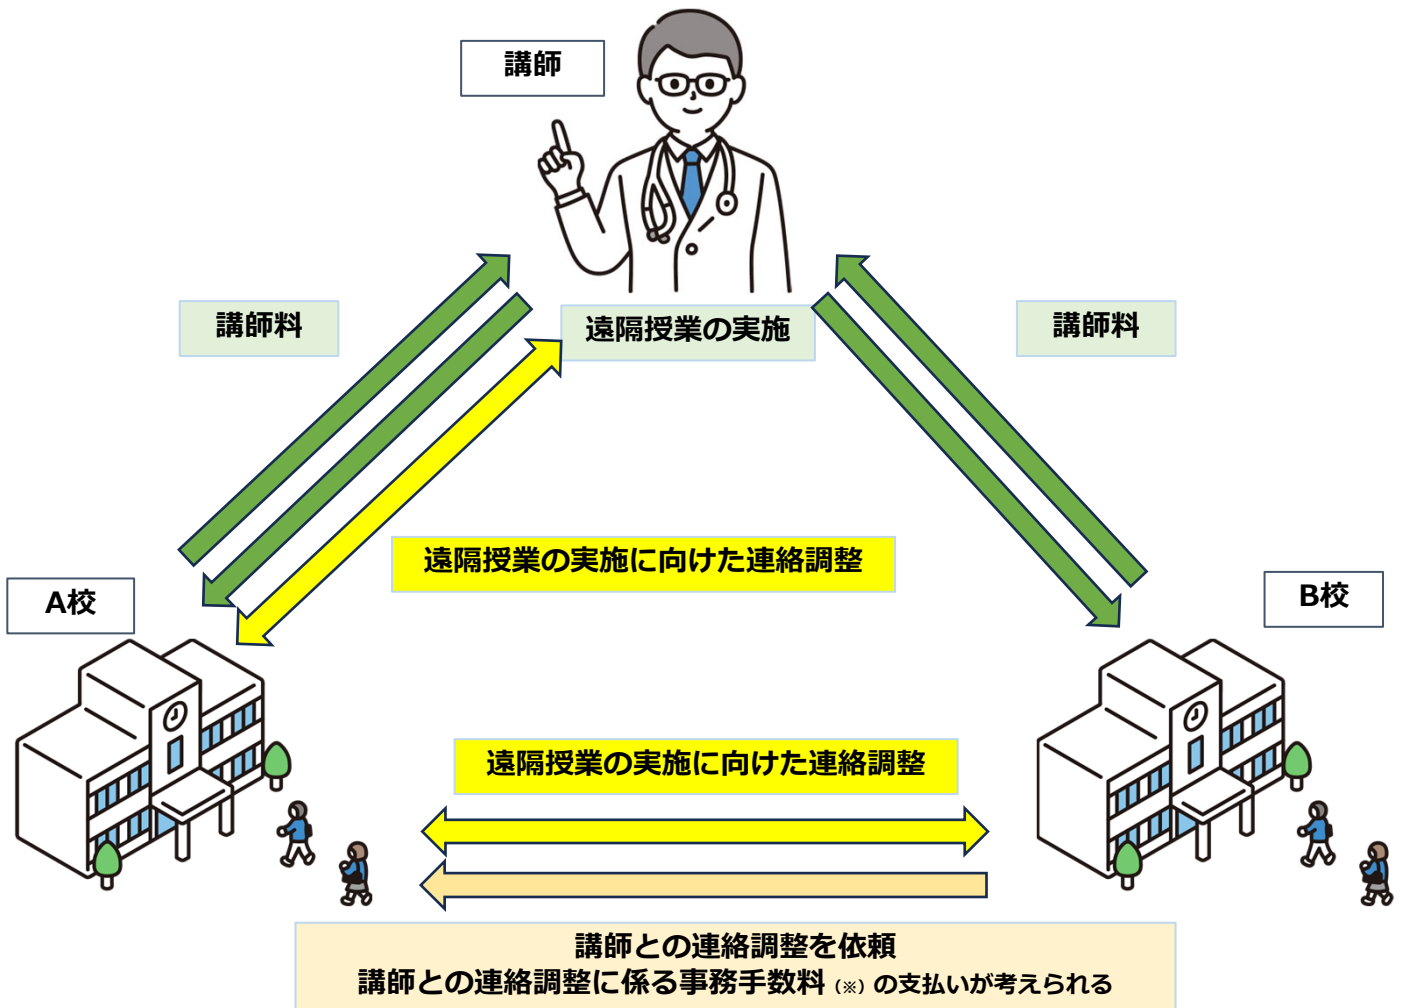 講師
講師料
遠隔授業の実施
講師料
遠隔授業の実施に向けた連絡調整
A校
B校
遠隔授業の実施に向けた連絡調整
講師との連絡調整を依頼
講師との連絡調整に係る事務手数料(※)の支払いが考えられる